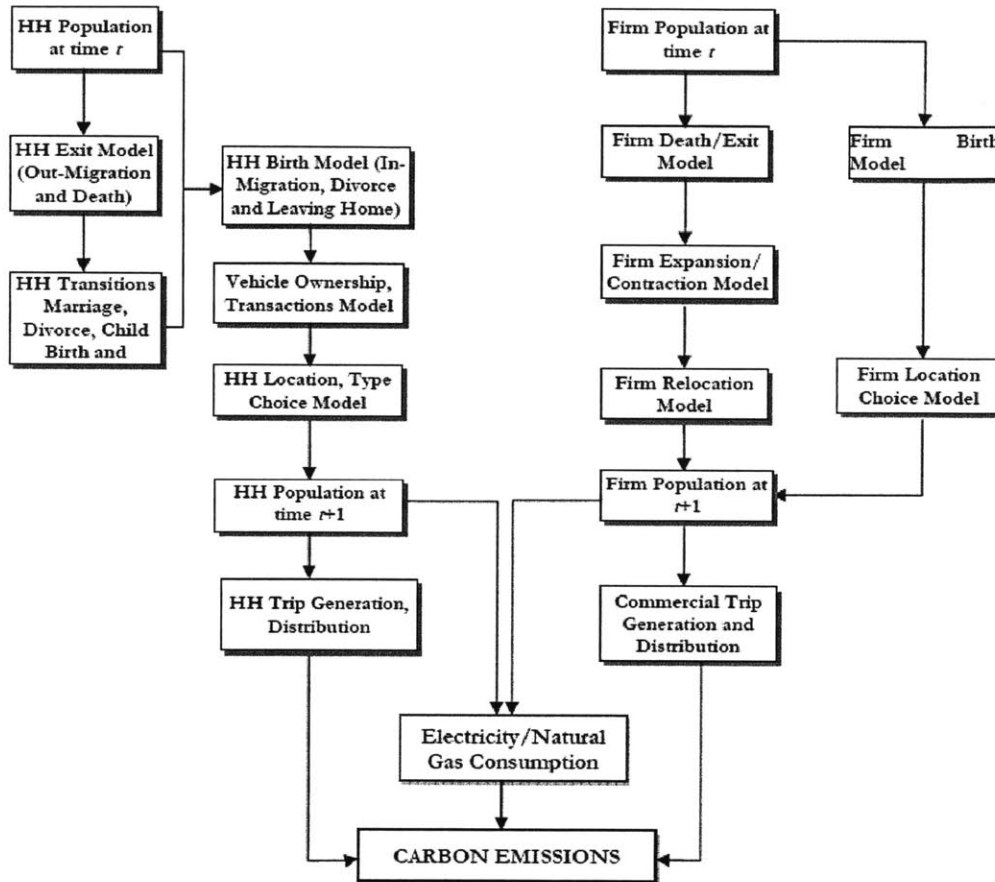 HH Population
at time t
HH Exit Model
(Out-Migration
and Death)
HH Transitions
Marriage,
Divorce, Child
Birth and
HH Birth Model (In-
Migration, Divorce
and Leaving Home)
Vehicle Ownership,
Transactions Model
HH Location, Type
Choice Model
HH Population at
time t+1
HH Trip Generation,
Distribution
Firm Population at
time t
Firm Death/Exit
Model
Firm Expansion/
Contraction Model
Firm Relocation
Model
Firm Population at
t+1
Commercial Trip
Generation and
Distribution
Firm Birth
Model
Firm Location
Choice Model
Electricity/Natural
Gas Consumption
CARBON EMISSIONS